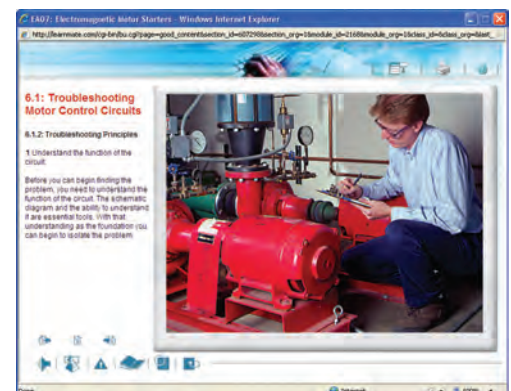 EA07: Electromagnetic Motor Starters - Windows Internet Explorer
6.1: Troubleshooting
Motor Control Circuits
6.1.2: Troubleshooting Principles
1.Understand the function of the
circuit.
Before you can begin finding the
problem, you need to understand the
function of the circuit. The schematic
diagram and the ability to understand
it are essential tools. With that
understanding as the foundation you
can begin to isolate the problem.